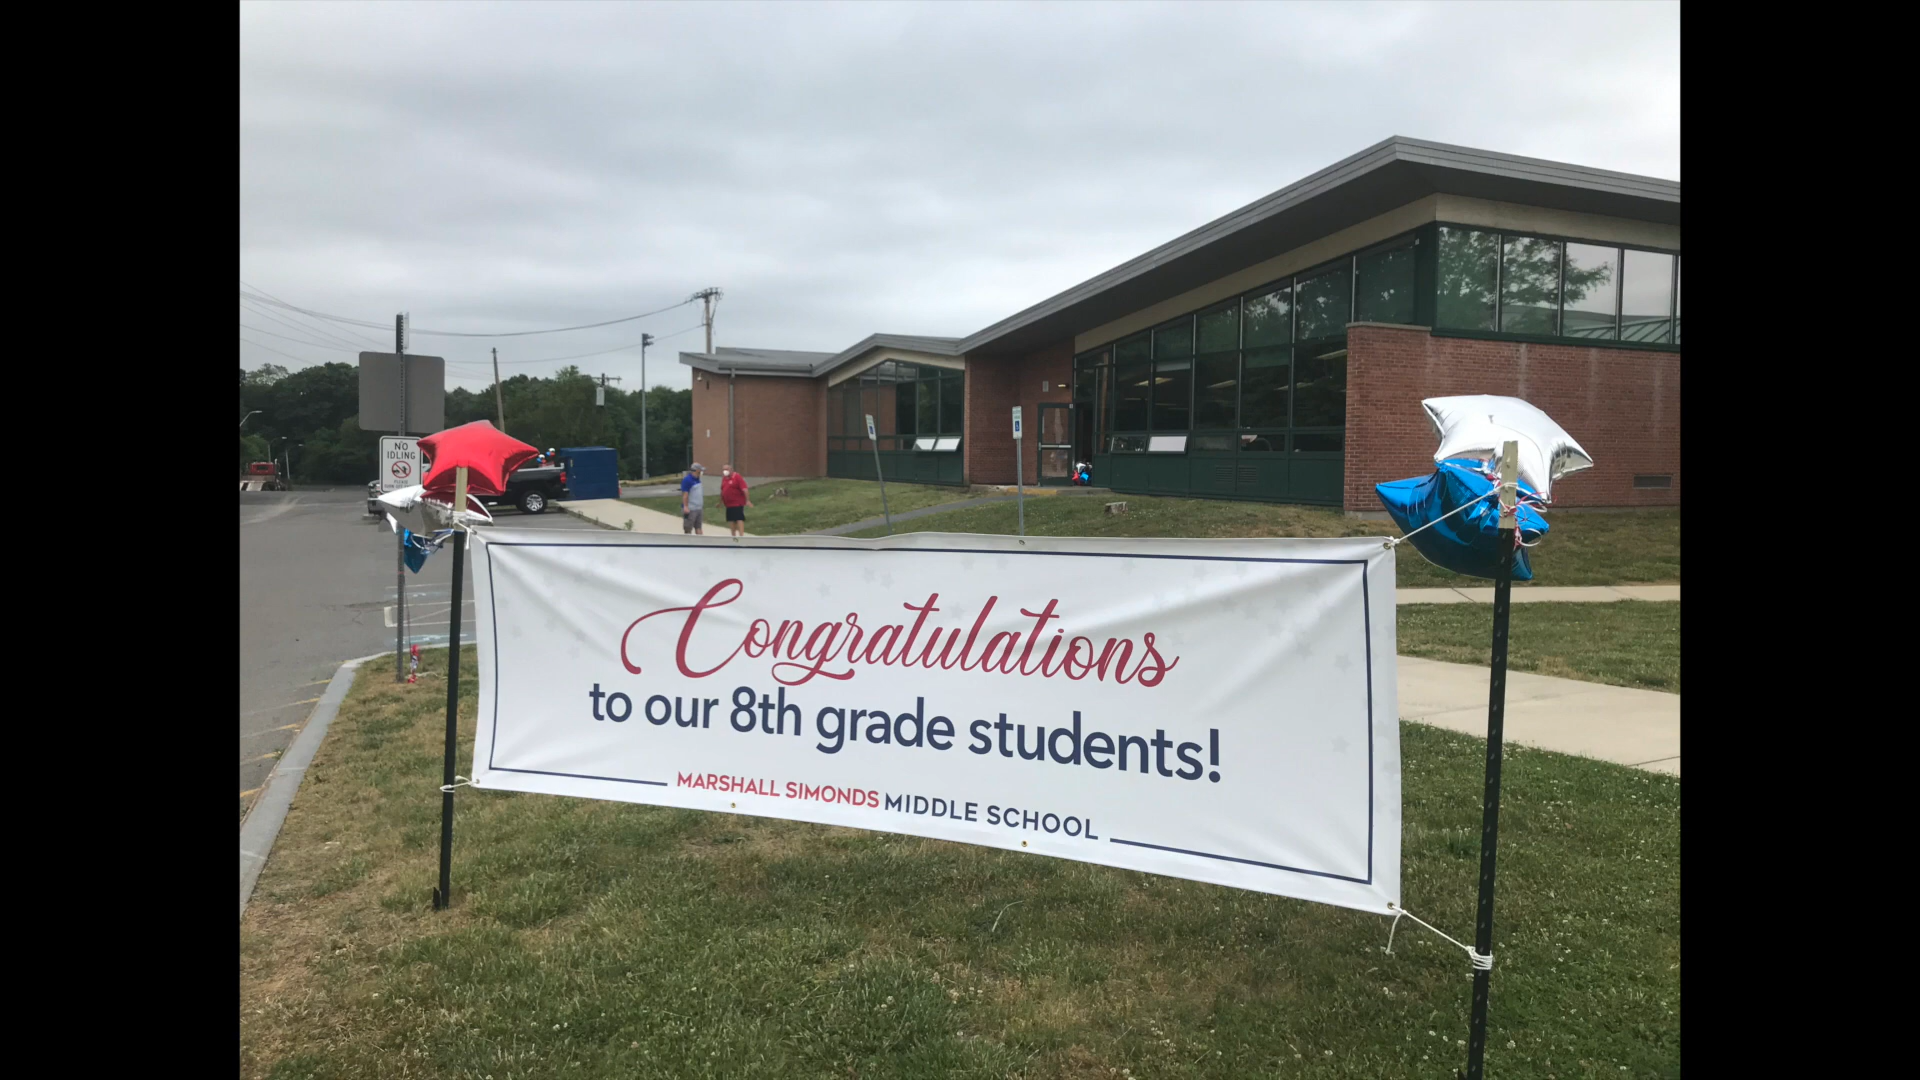 NO
IDLING
Congratulations
to our 8th grade students!
MARSHALL SIMONDS MIDDLE SCHOOL